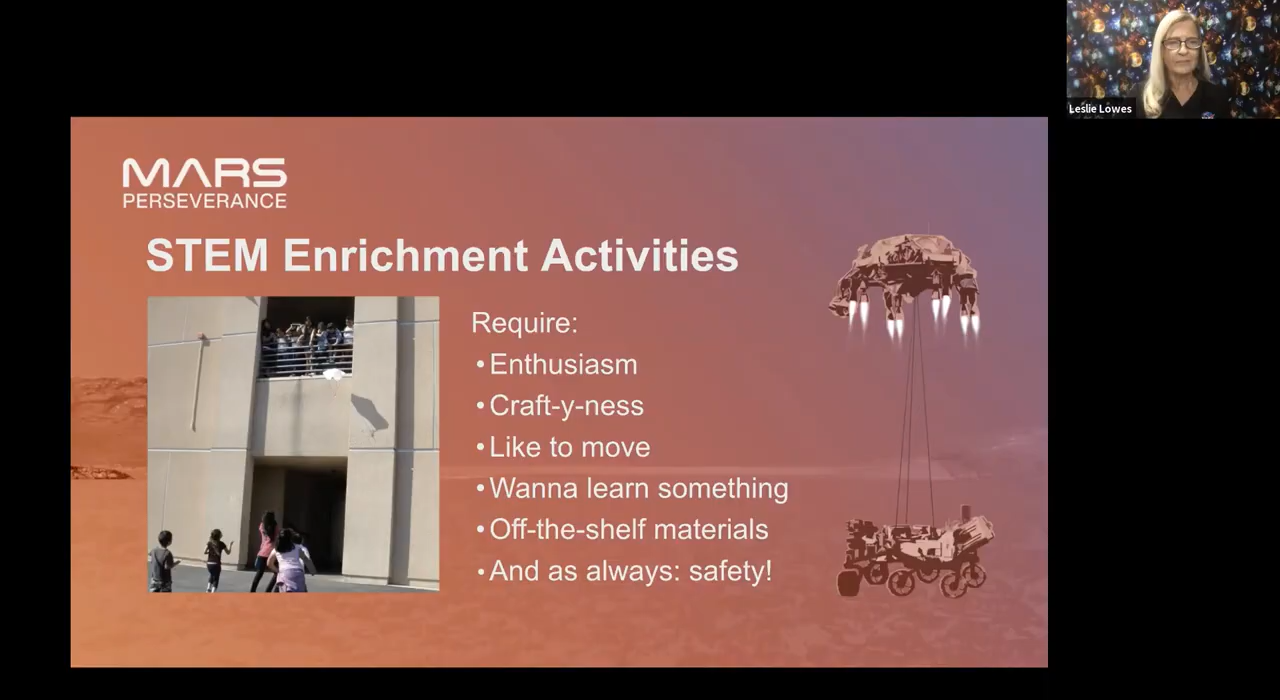 Leslie Lowes
MARS
PERSEVERANCE
STEM Enrichment Activities
Require:
•Enthusiasm
•Craft-y-ness
•Like to move
•Wanna learn something
•Off-the-shelf materials
•And as always: safety!